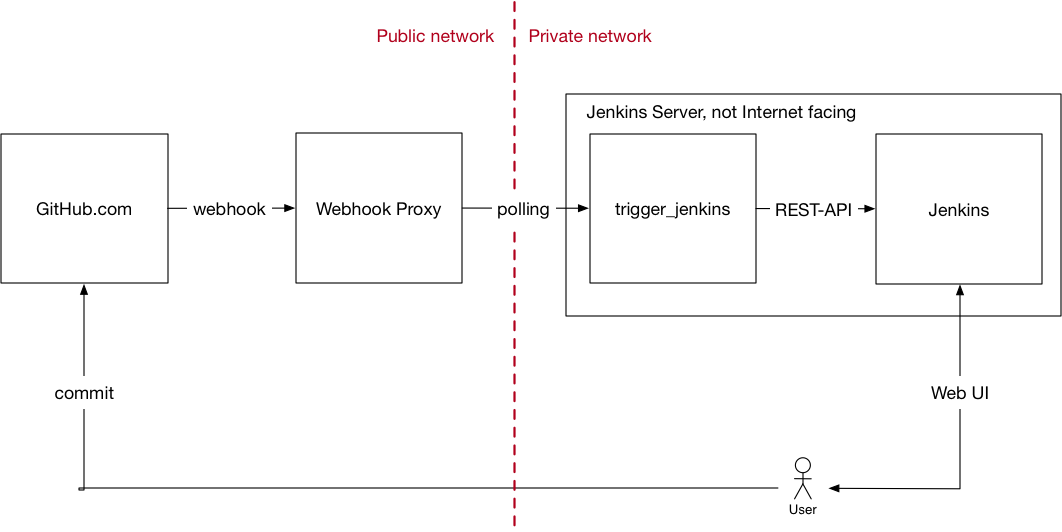 Public network
Private network
Jenkins Server, not Internet facing
GitHub.com
webhook
Webhook Proxy
polling
trigger_jenkins
REST-API
Jenkins
commit
Web UI
User